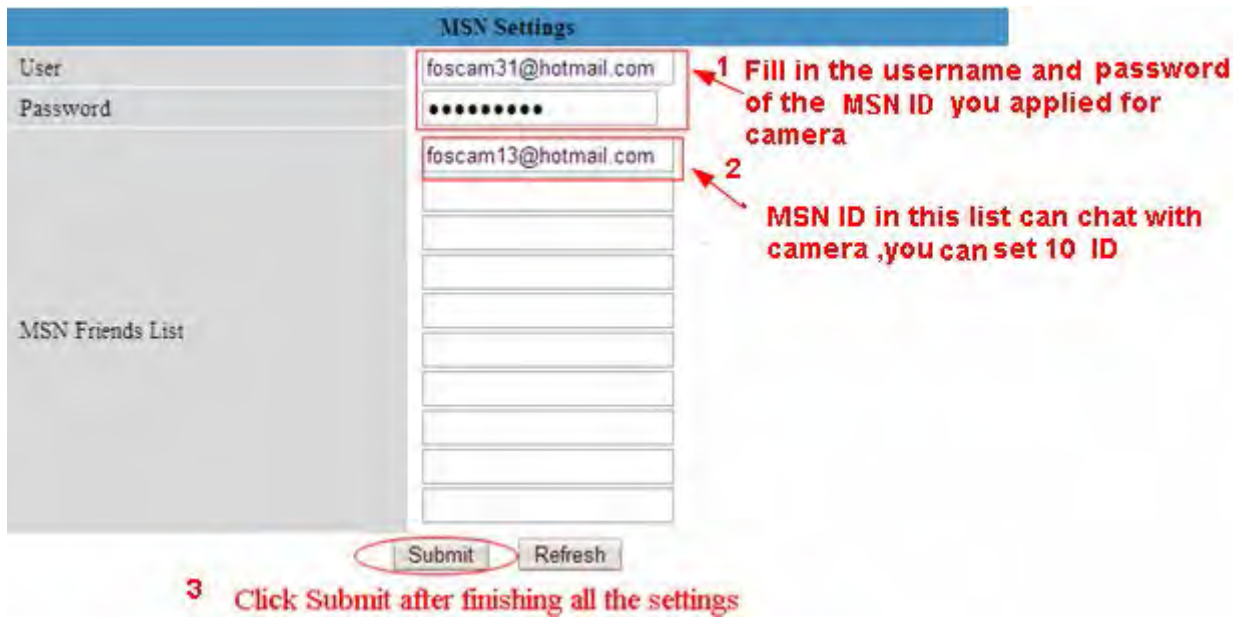 MSN Settings
User
foscam31@hotmail.com
1 Fill in the username and password
of the MSN ID you applied for
camera
Password
•••••••••
foscam13@hotmail.com
2
MSN ID in this list can chat with
camera ,you can set 10 ID
MSN Friends List
Submit
Refresh
3 Click Submit after finishing all the settings